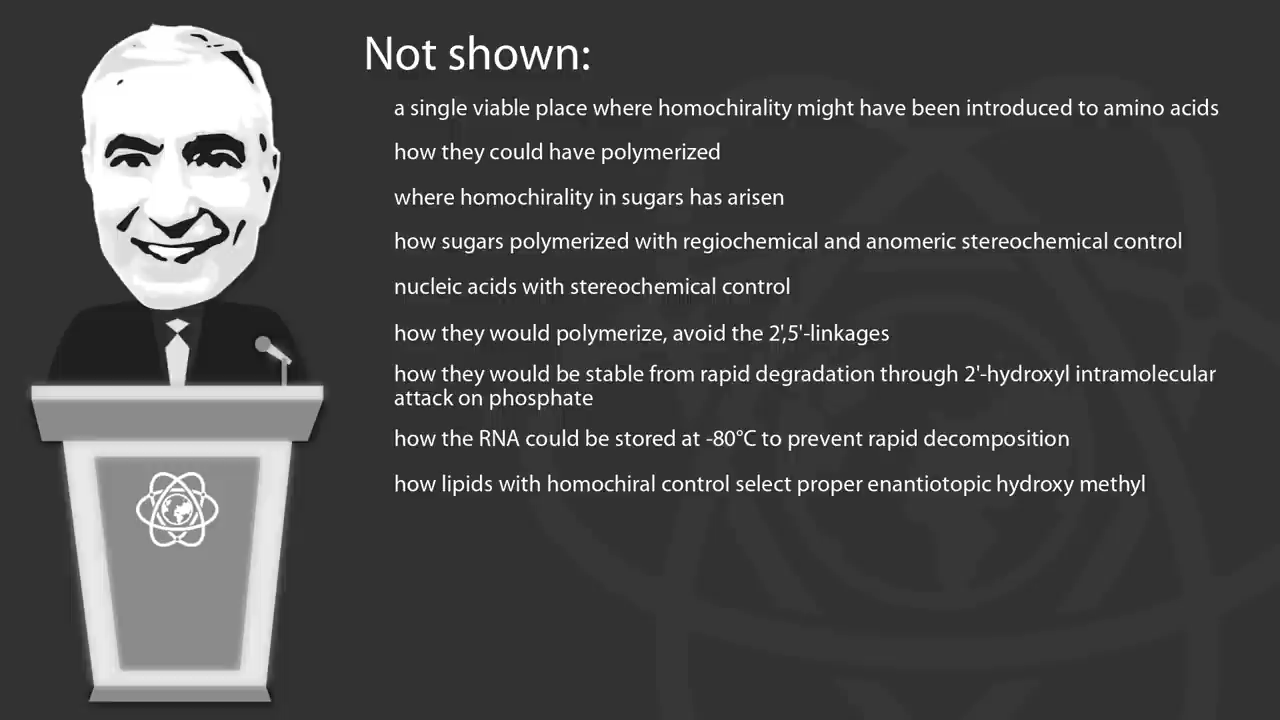 Not shown:
a single viable place where homochirality might have been introduced to amino acids
how they could have polymerized
where homochirality in sugars has arisen
how sugars polymerized with regiochemical and anomeric stereochemical control
nucleic acids with stereochemical control
how they would polymerize, avoid the 2',5'-linkages
how they would be stable from rapid degradation through 2'-hydroxyl intramolecular
attack on phosphate
how the RNA could be stored at -80°C to prevent rapid decomposition
how lipids with homochiral control select proper enantiotopic hydroxy methyl